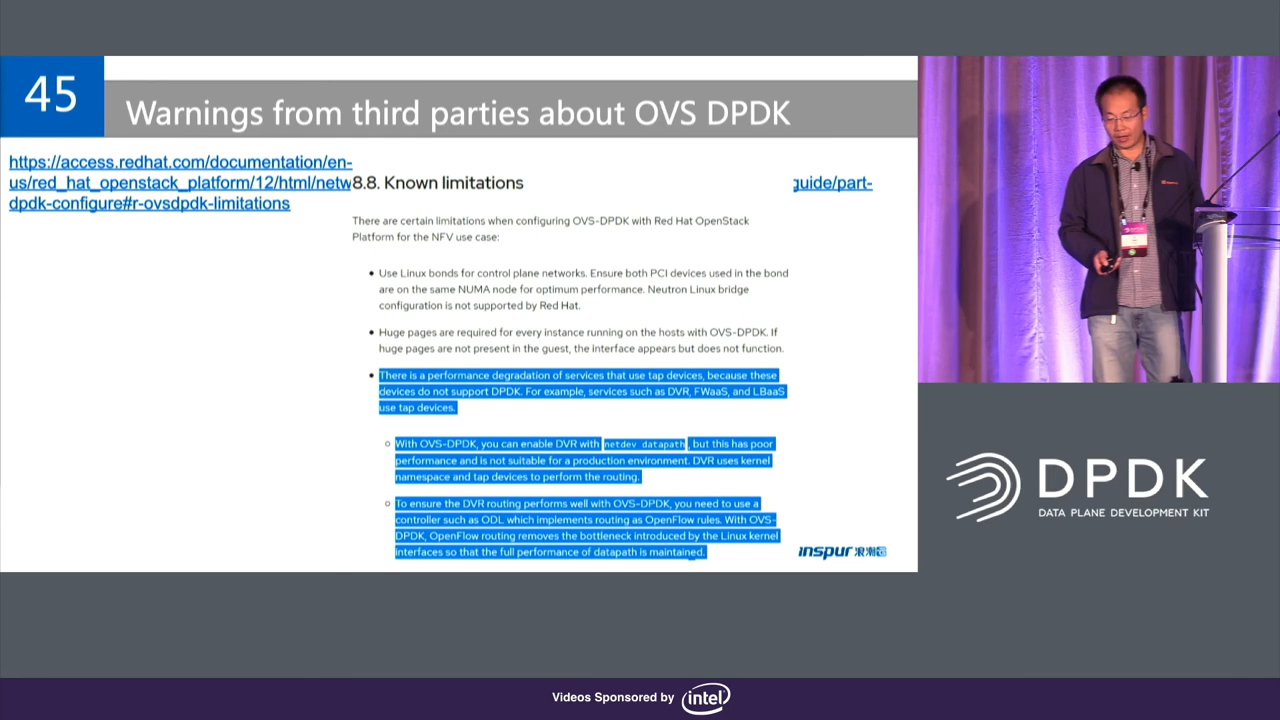 45
Warnings from third parties about OVS DPDK
https://access.redhat.com/documentation/en-
us/red_hat_openstack_platform/12/html/netw
guide/part-
dpdk-configure#r-ovsdpdk-limitations
8.8. Known limitations
There are certain limitations when configuring OVS-DPDK with Red Hat OpenStack
Platform for the NFV use case:
• Use Linux bonds for control plane networks. Ensure both PCI devices used in the bond
are on the same NUMA node for optimum performance. Neutron Linux bridge
configuration is not supported by Red Hat.
• Huge pages are required for every instance running on the hosts with OVS-DPDK. If
huge pages are not present in the guest, the interface appears but does not function.
• There is a performance degradation of services that use tap devices, because these
devices do not support DPDK. For example, services such as DVR, FWaaS, and LBaaS
use tap devices.
○ With OVS-DPDK, you can enable DVR with netdev datapath, but this has poor
performance and is not suitable for a production environment. DVR uses kernel
namespace and tap devices to perform the routing.
○ To ensure the DVR routing performs well with OVS-DPDK, you need to use a
controller such as ODL which implements routing as OpenFlow rules. With OVS-
DPDK, OpenFlow routing removes the bottleneck introduced by the Linux kernel
interfaces so that the full performance of datapath is maintained.
inspur 浪潮
DPDK
DATA PLANE DEVELOPMENT KIT
Videos Sponsored by intel